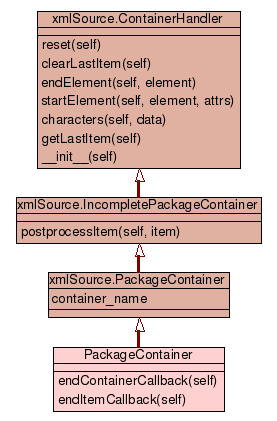 xmlSource.ContainerHandler
reset(self)
clearLastItem(self)
endElement(self, element)
startElement(self, element, attrs)
characters(self, data)
getLastItem(self)
__init__(self)
xmlSource.IncompletePackageContainer
postprocessItem(self, item)
xmlSource.PackageContainer
container_name
PackageContainer
endContainerCallback(self)
endItemCallback(self)